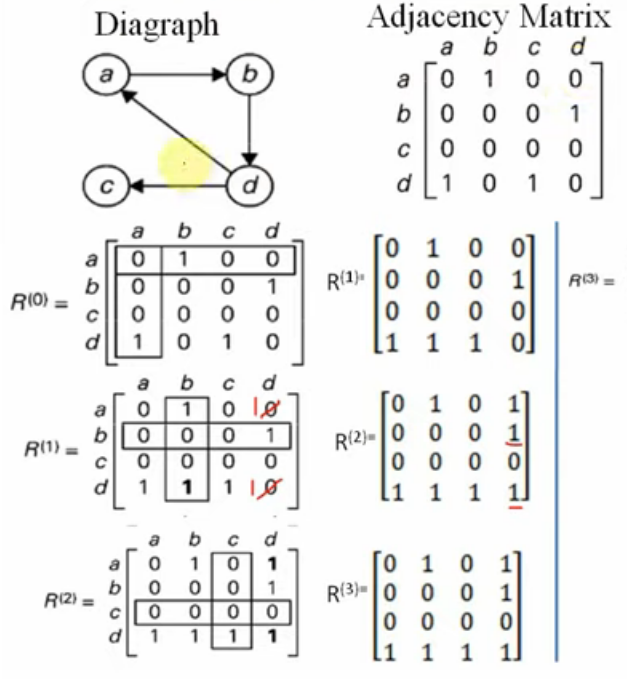 Diagraph
a b
c d
Adjacency Matrix
a b c d
a 0 1 0 0
b 0 0 0 1
c 0 0 0 0
d 1 0 1 0
R(0) =
a b c d
a 0 1 0 0
b 0 0 0 1
c 0 0 0 0
d 1 0 1 0
R(1)=
0 1 0 0
0 0 0 1
0 0 0 0
1 1 1 0
R(3) =
R(1) =
a b c d
a 0 1 0 1 0
b 0 0 0 1
c 0 0 0 0
d 1 1 1 1 0
R(2)=
0 1 0 1
0 0 0 1
0 0 0 0
1 1 1 1
R(2) =
a b c d
a 0 1 0 1
b 0 0 0 1
c 0 0 0 0
d 1 1 1 1
R(3)=
0 1 0 1
0 0 0 1
0 0 0 0
1 1 1 1